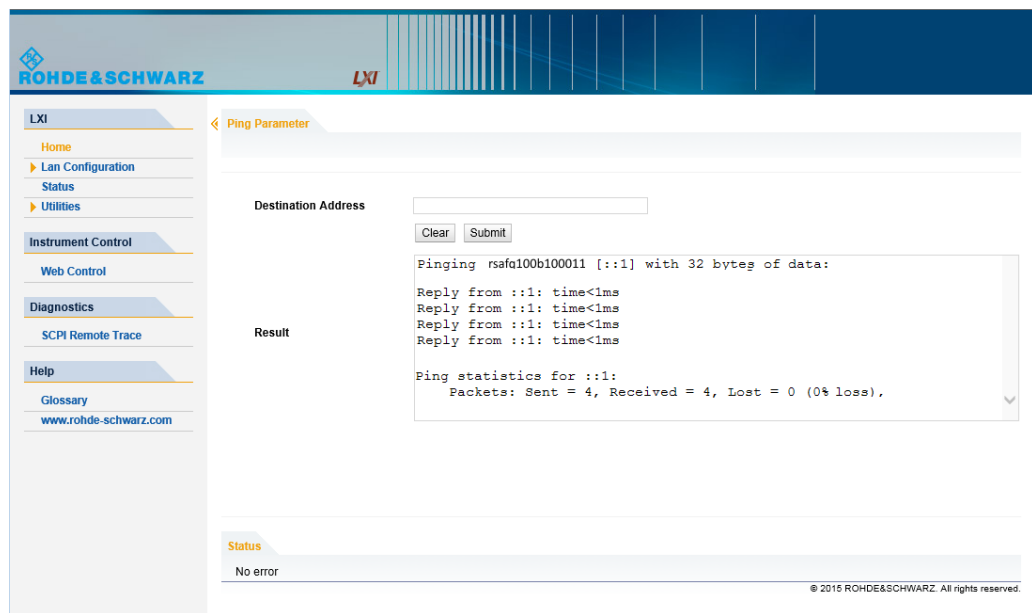 ROHDE&SCHWARZ
LXI
LXI
Home
Lan Configuration
Status
Utilities
Instrument Control
Web Control
Diagnostics
SCPI Remote Trace
Help
Glossary
www.rohde-schwarz.com
Ping Parameter
Destination Address
Clear Submit
Result
Pinging rsafq100b100011 [::1] with 32 bytes of data:
Reply from ::1: time<1ms
Reply from ::1: time<1ms
Reply from ::1: time<1ms
Reply from ::1: time<1ms
Ping statistics for ::1:
Packets: Sent = 4, Received = 4, Lost = 0 (0% loss),
Status
No error
© 2015 ROHDE&SCHWARZ. All rights reserved.